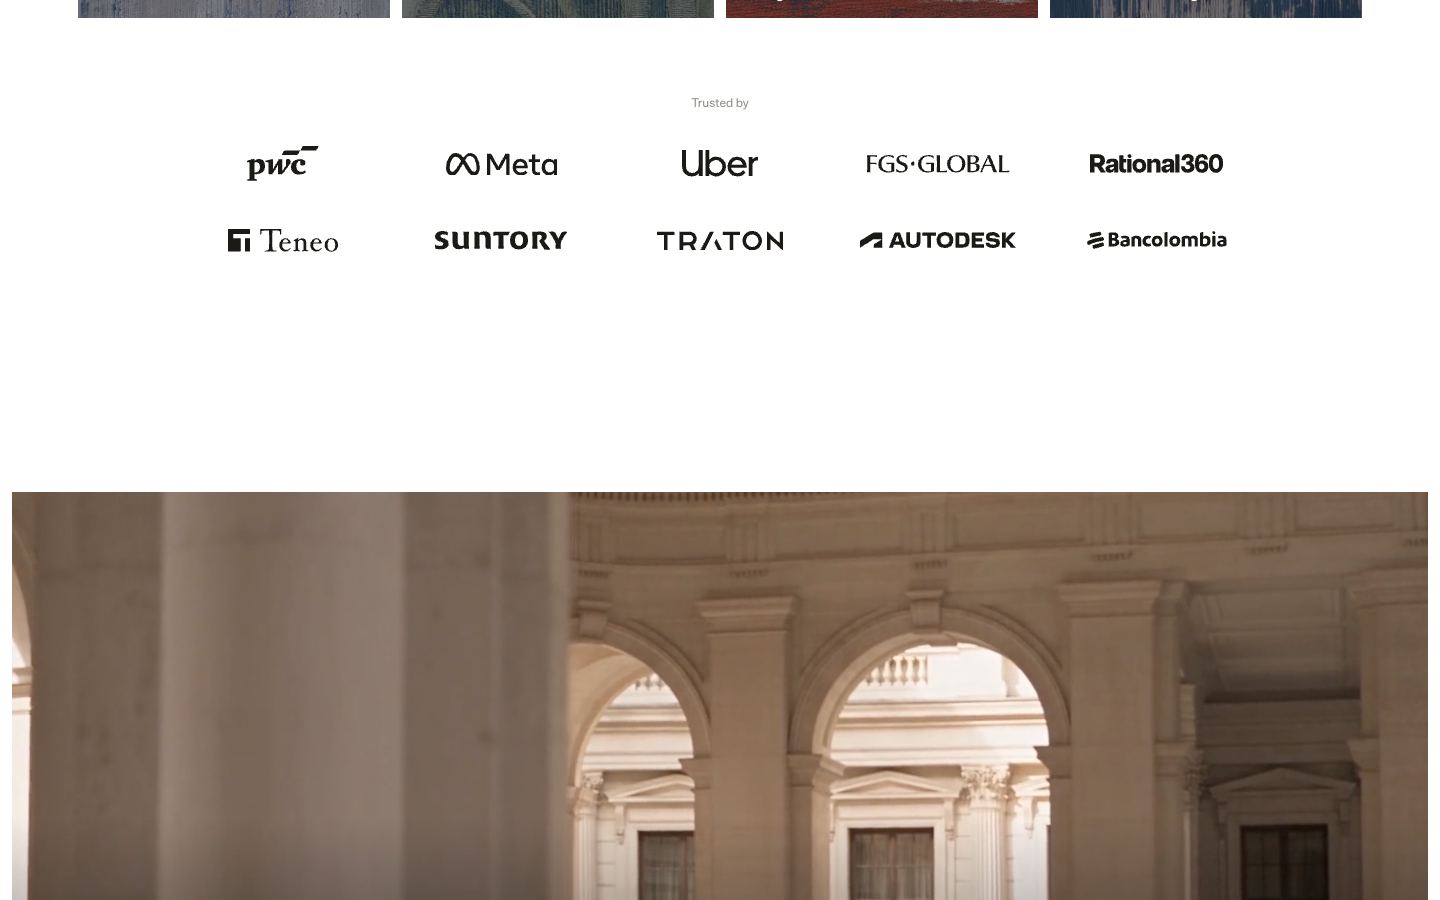 Trusted by
pwc
Meta
Uber
FGS·GLOBAL
Rational360
Teneo
SUNTORY
TRATON
AUTODESK
Bancolombia